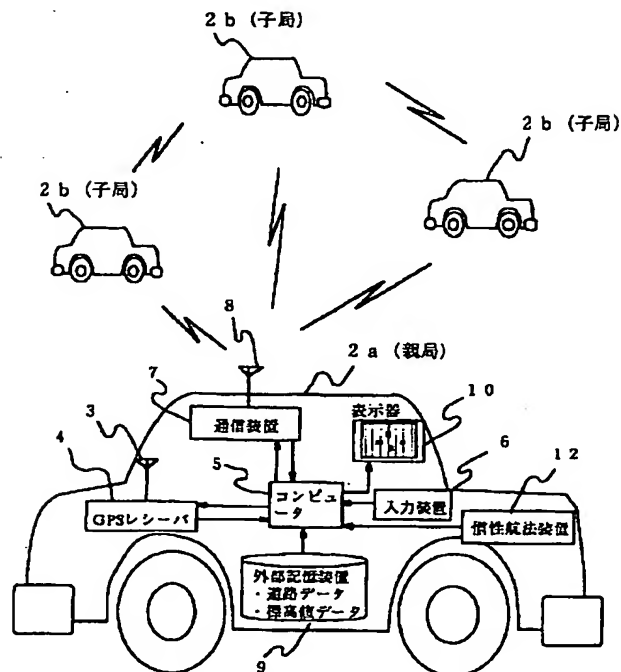 2b (子局)
2b (子局)
2b (子局)
8
2a (親局)
7
通信装置
表示器
10
3
4
5
コンピュ
ータ
6
入力装置
12
GPSレシーバ
慣性航法装置
外部記憶装置
・道路データ
・標高値データ
9